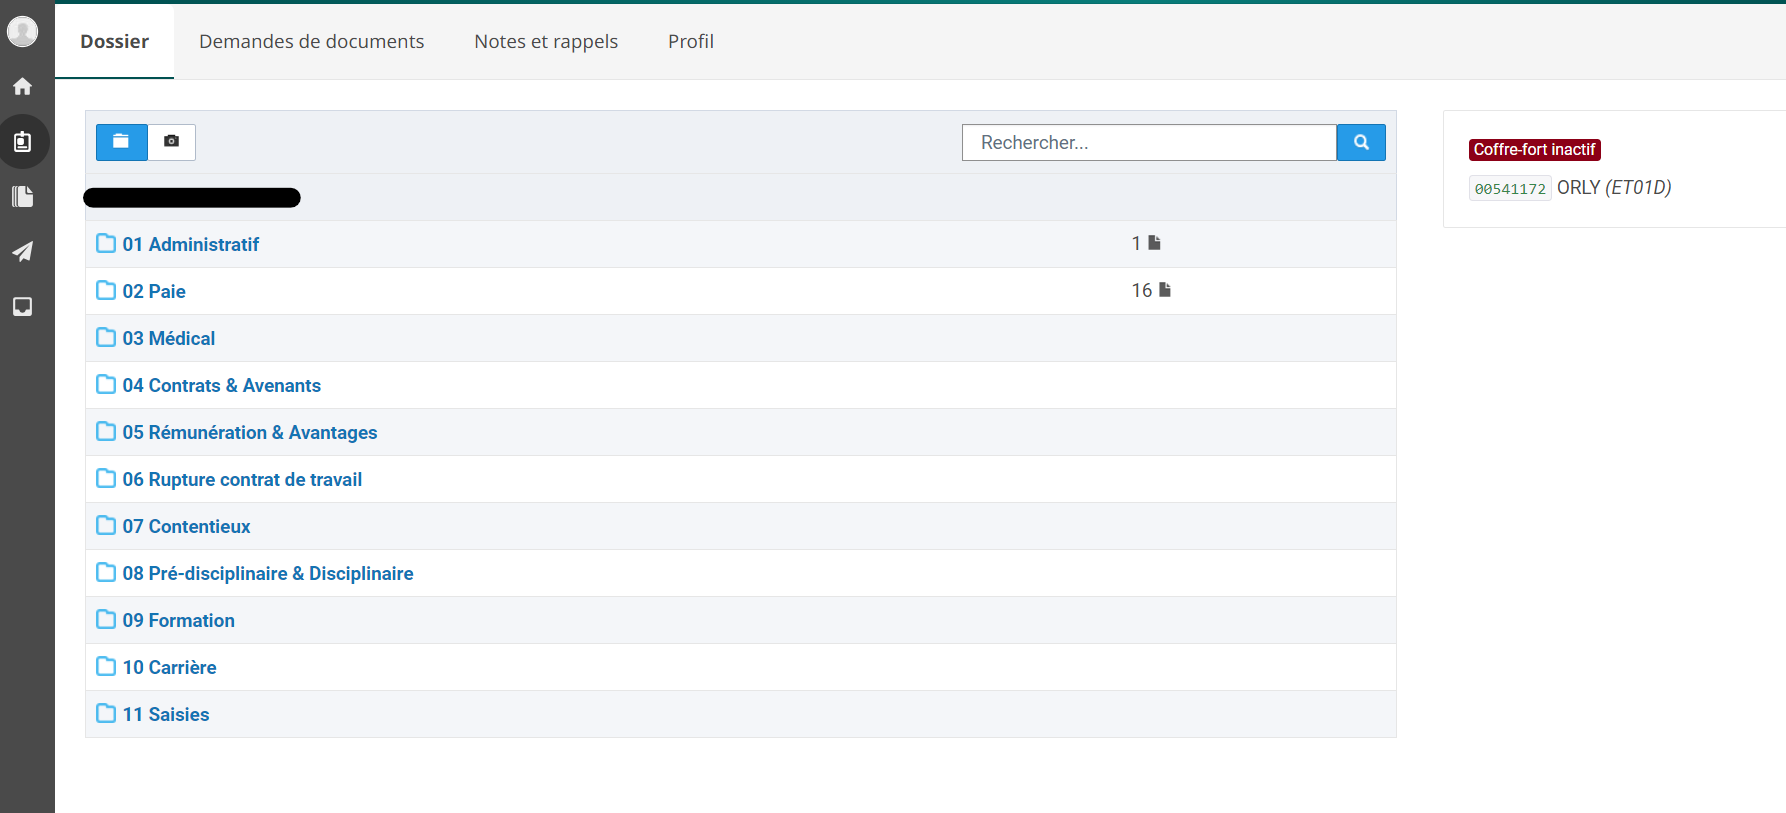 Dossier
Demandes de documents
Notes et rappels
Profil
Rechercher...
01 Administratif
1
02 Paie
16
03 Médical
04 Contrats & Avenants
05 Rémunération & Avantages
06 Rupture contrat de travail
07 Contentieux
08 Pré-disciplinaire & Disciplinaire
09 Formation
10 Carrière
11 Saisies
Coffre-fort inactif
00541172 ORLY (ET01D)